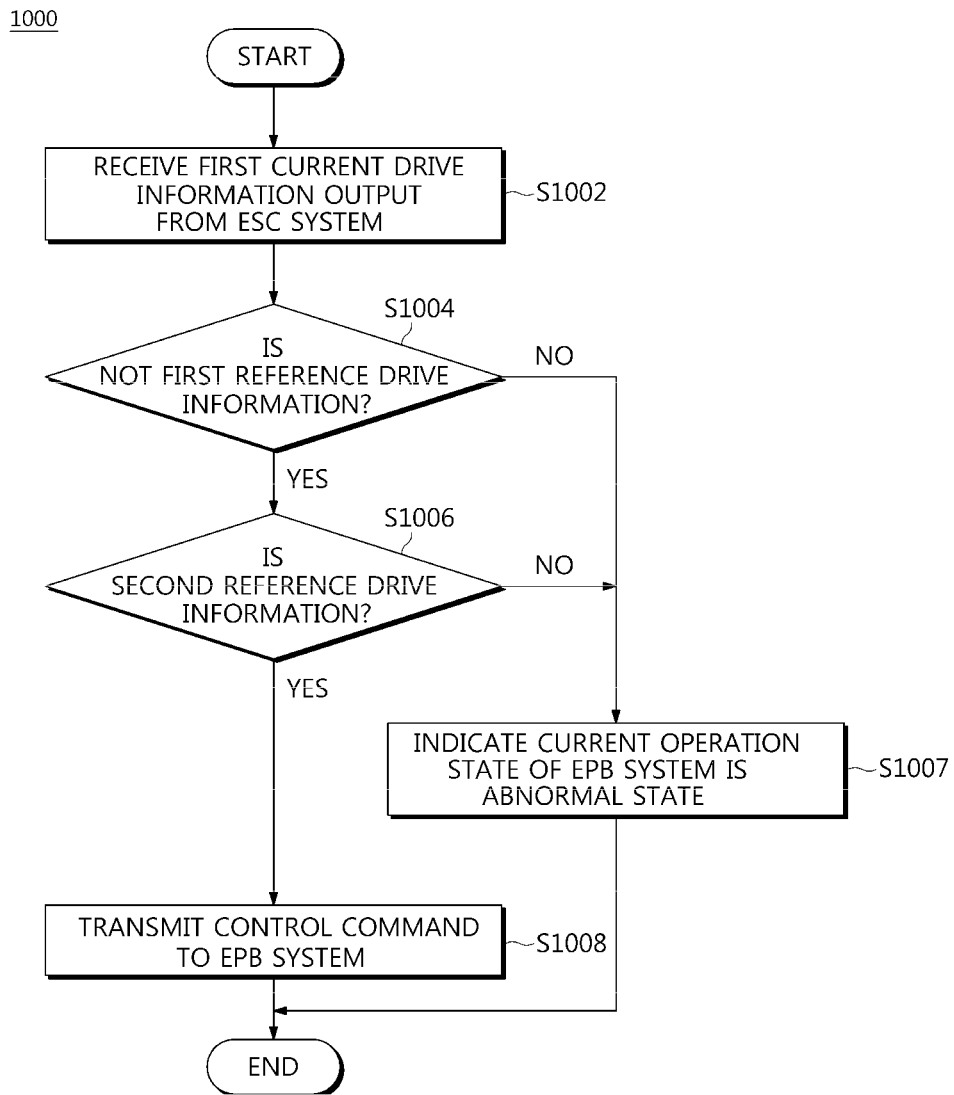 1000
START
RECEIVE FIRST CURRENT DRIVE
INFORMATION OUTPUT
FROM ESC SYSTEM
S1002
S1004
IS
NOT FIRST REFERENCE DRIVE
INFORMATION?
NO
YES
S1006
IS
SECOND REFERENCE DRIVE
INFORMATION?
NO
YES
INDICATE CURRENT OPERATION
STATE OF EPB SYSTEM IS
ABNORMAL STATE
S1007
TRANSMIT CONTROL COMMAND
TO EPB SYSTEM
S1008
END